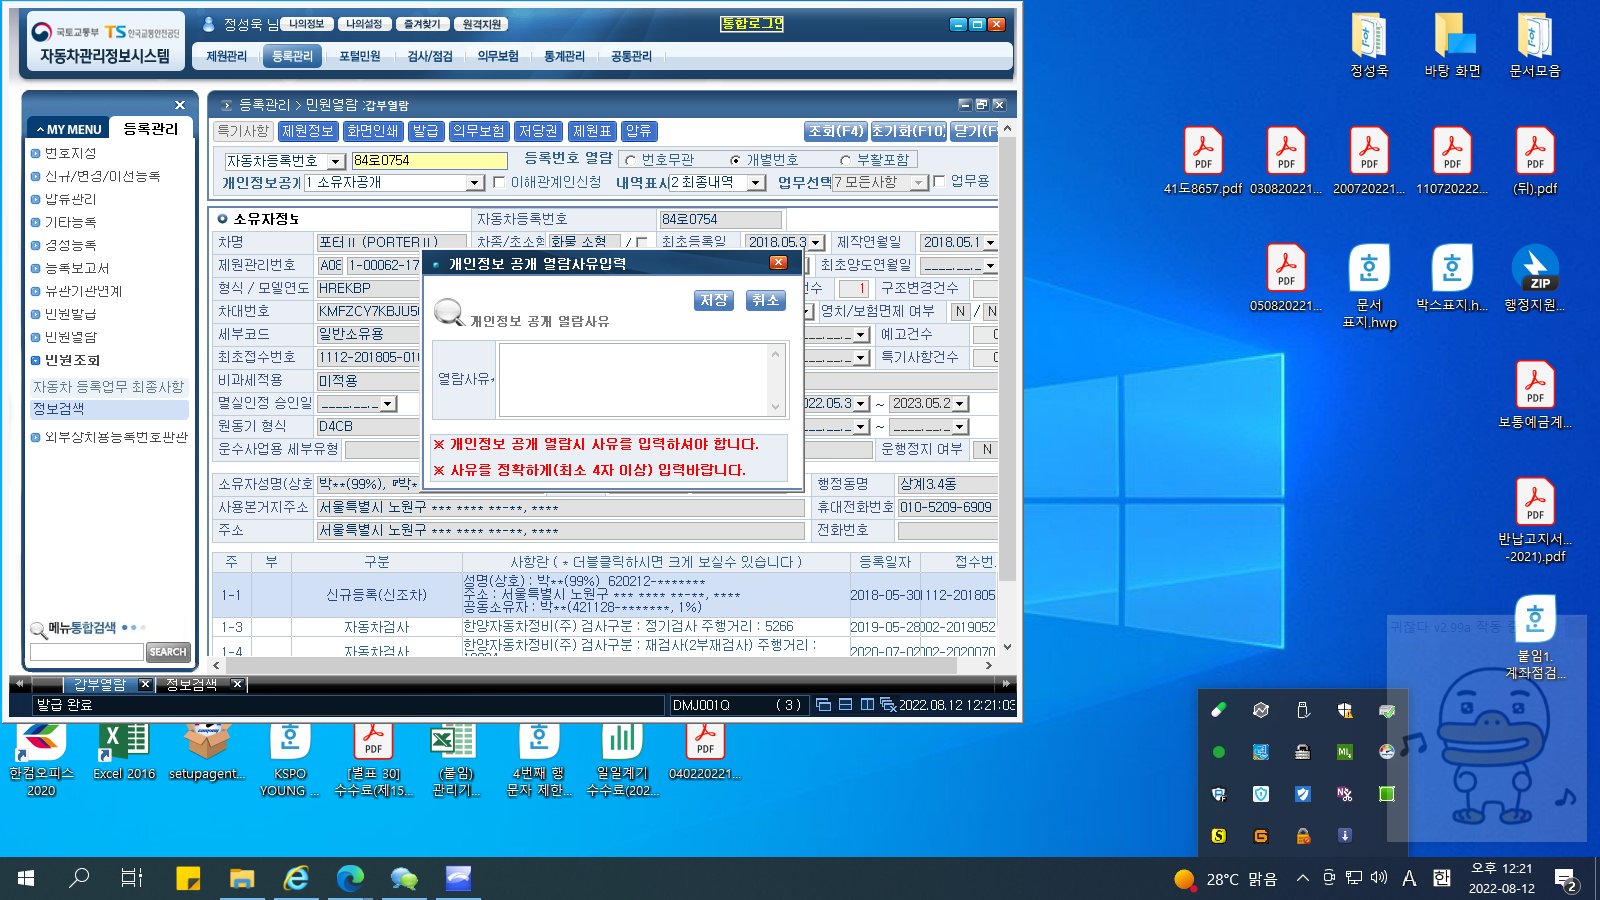 국토교통부 TS 한국교통안전공단
자동차관리정보시스템
정성욱 님 나의정보 나의설정 즐겨찾기 원격지원
통합로그인
제원관리 등록관리 포털민원 검사/점검 의무보험 통계관리 공통관리
MY MENU 등록관리
번호지정
신규/변경/이전등록
압류관리
기타등록
경정등록
등록보고서
유관기관연계
민원발급
민원열람
민원조회
자동차 등록업무 최종사항
정보검색
외부장치용등록번호판관
메뉴통합검색
SEARCH
등록관리 > 민원열람 :갑부열람
특기사항 제원정보 화면인쇄 발급 의무보험 저당권 제원표 압류 조회(F4) 초기화(F10) 닫기(F
자동차등록번호 84로0754 등록번호 열람 번호무관 개별번호 부활포함
개인정보공개 1 소유자공개 이해관계인신청 내역표시 2 최종내역 업무선택 7 모든사항 업무용
소유자정보 자동차등록번호 84로0754
차명 포터Ⅱ (PORTERⅡ) 차종/초소형 화물 소형 / 최초등록일 2018.05.3 제작연월일 2018.05.1
제원관리번호 A08 1-00062-17 최초양도연월일 ____.__._
형식 / 모델연도 HREKBP 건수 1 구조변경건수
차대번호 KMFZCY7KBJU5 영치/보험면제 여부 N / N
세부코드 일반소유용 __.__._ 예고건수 0
최초접수번호 1112-201805-01 __.__._ 특기사항건수 0
비과세적용 미적용
멸실인정 승인일 ____.__._ 022.05.3 ~ 2023.05.2
원동기 형식 D4CB __.__._ ~ ____.__._
운수사업용 세부유형 운행정지 여부 N
소유자성명(상호 박**(99%), 『박* 행정동명 상계3.4동
사용본거지주소 서울특별시 노원구 *** **** **-**, **** 휴대전화번호 010-5209-6909
주소 서울특별시 노원구 *** **** **-**, **** 전화번호
개인정보 공개 열람사유입력
저장 취소
개인정보 공개 열람사유
열람사유*
※ 개인정보 공개 열람시 사유를 입력하셔야 합니다.
※ 사유를 정확하게(최소 4자 이상) 입력바랍니다.
주 부 구분 사항란 ( * 더블클릭하시면 크게 보실수 있습니다 ) 등록일자 접수번
1-1 신규등록(신조차) 성명(상호) : 박**(99%) 620212-******* 2018-05-30 112-201805
주소 : 서울특별시 노원구 *** **** **-**, ****
공동소유자 : 박**(421128-*******, 1%)
1-3 자동차검사 한양자동차정비(주) 검사구분 : 정기검사 주행거리 : 5266 2019-05-28 002-2019052
1-4 자동차검사 한양자동차정비(주) 검사구분 : 재검사(2부재검사) 주행거리 : 2020-07-02 002-2020070
갑부열람 정보검색
발급 완료 DMJ001Q ( 3 ) 2022.08.12 12:21:03
정성욱
바탕 화면
문서모음
41도8657.pdf
030820221...
200720221...
110720222...
(뒤).pdf
050820221...
문서
표지.hwp
박스표지.h...
ZIP
행정지원...
보통예금계...
반납고지서...
-2021).pdf
귀찮다 v2.99a 작동
붙임1.
계좌점검...
한컴오피스
2020
Excel 2016
setupagent...
KSPO
YOUNG ...
[별표 30]
수수료(제15...
(붙임)
관리기...
4번째 행
문자 제한...
일일계기
수수료(202...
040220221...
28°C 맑음
A 한
오후 12:21
2022-08-12
2